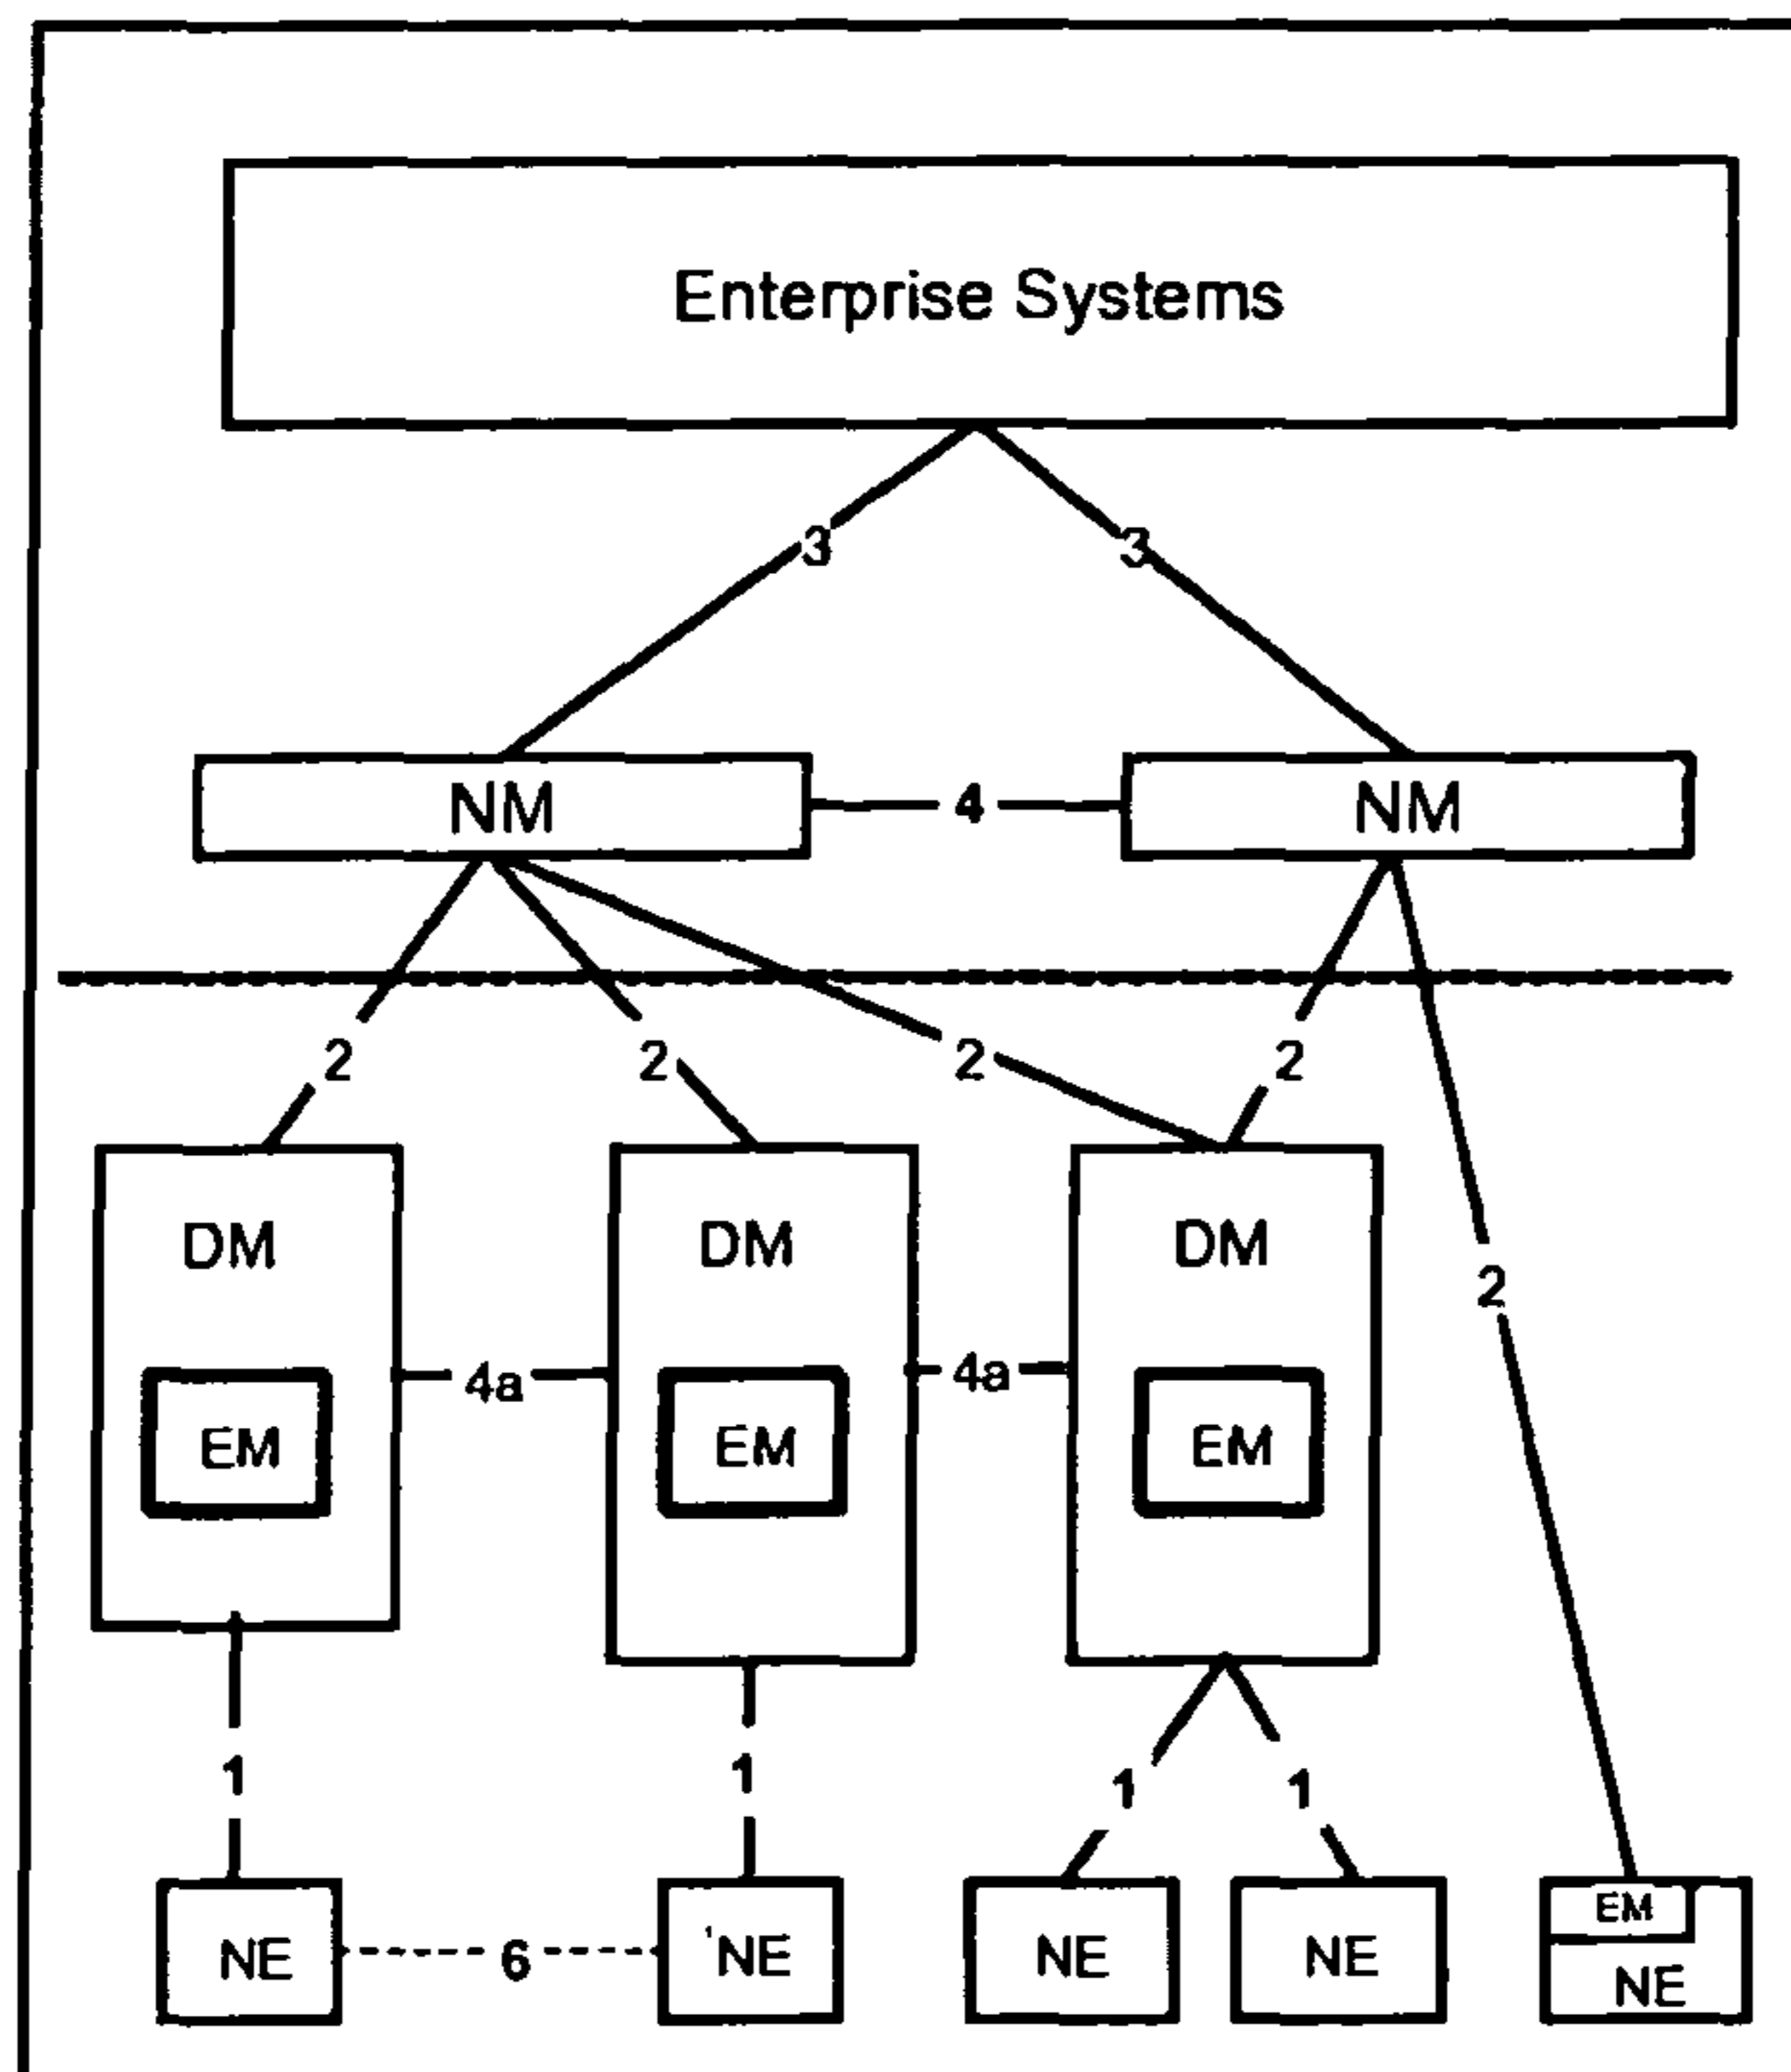 Enterprise Systems
3 3
NM 4 NM
2 2 2 2
DM DM DM
2
4a 4a
EM EM EM
1 1 1 1
EM
NE 6 NE NE NE NE